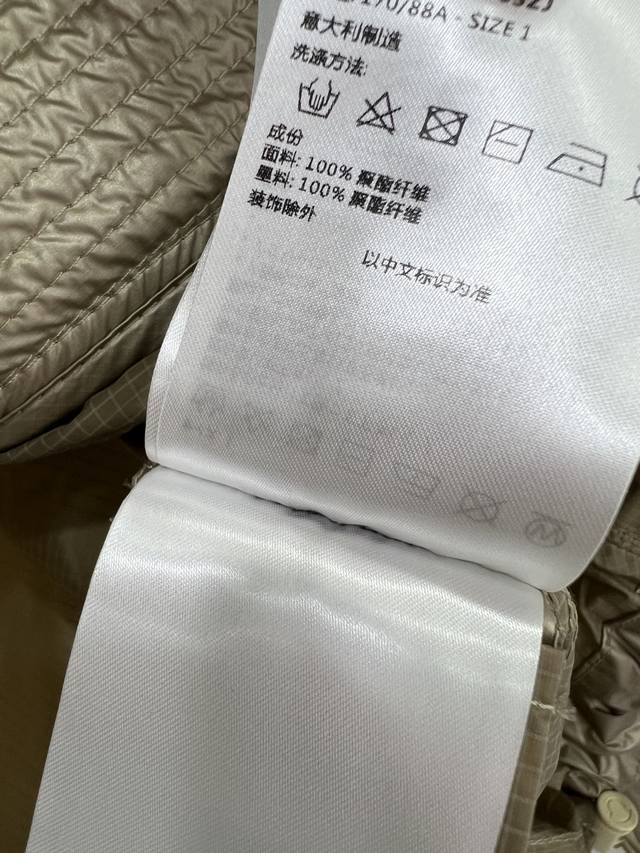 170/88A - SIZE 1
意大利制造
洗涤方法:
成份
面料: 100% 聚酯纤维
里料: 100% 聚酯纤维
装饰除外
以中文标识为准